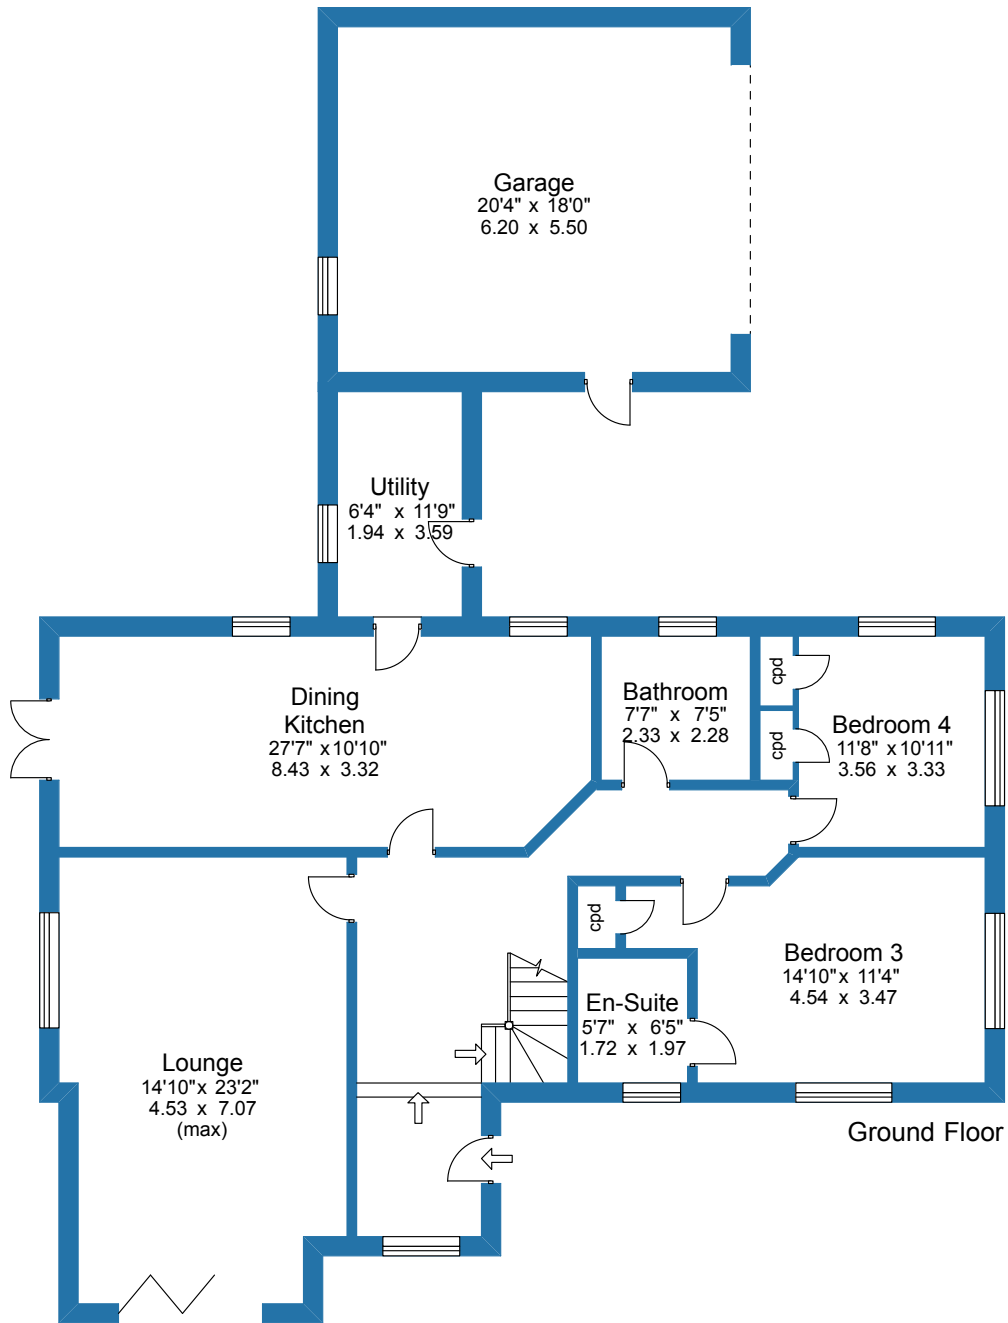 Garage
20'4" x 18'0"
6.20 x 5.50
Utility
6'4" x 11'9"
1.94 x 3.59
Dining
Kitchen
27'7" x 10'10"
8.43 x 3.32
Bathroom
7'7" x 7'5"
2.33 x 2.28
cpd
cpd
Bedroom 4
11'8" x 10'11"
3.56 x 3.33
cpd
Bedroom 3
14'10" x 11'4"
4.54 x 3.47
En-Suite
5'7" x 6'5"
1.72 x 1.97
Lounge
14'10" x 23'2"
4.53 x 7.07
(max)
Ground Floor